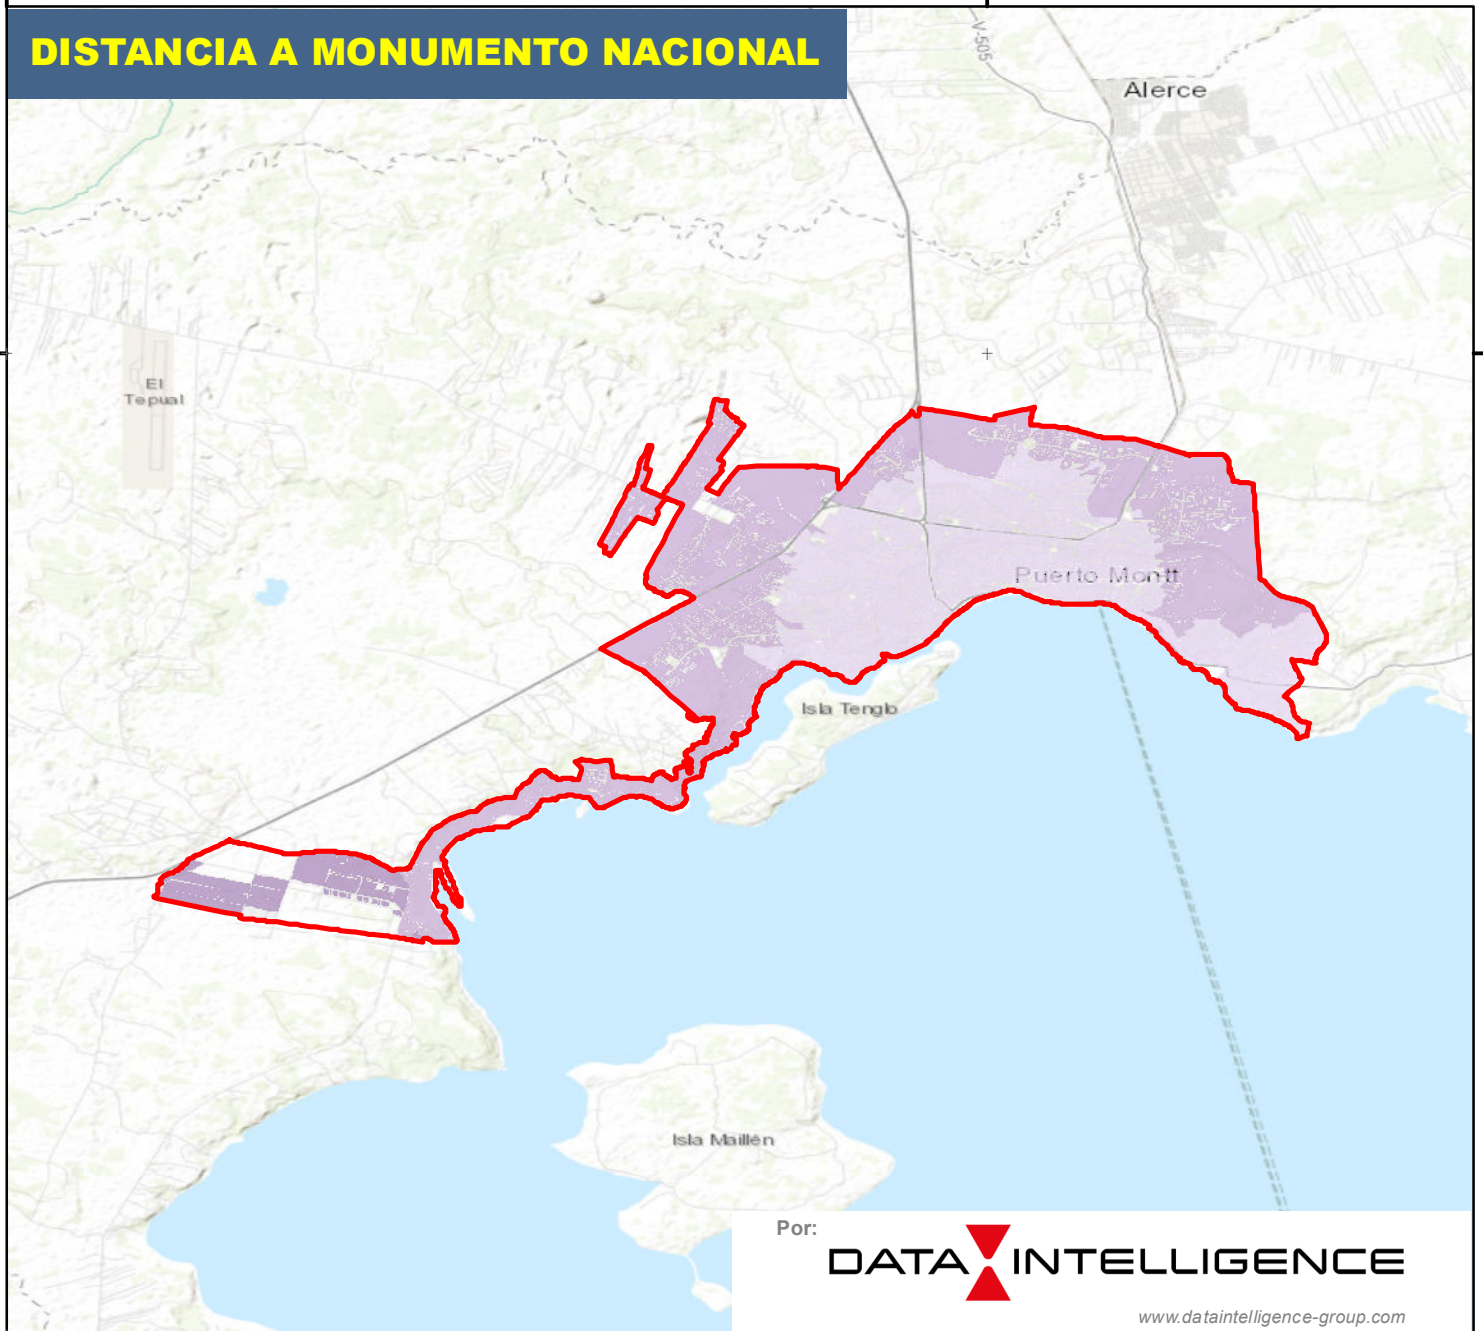 DISTANCIA A MONUMENTO NACIONAL
V-505
Alerce
El
Tepual
Puerto Montt
Isla Tenglo
Isla Maillén
Por:
DATA INTELLIGENCE
www.dataintelligence-group.com